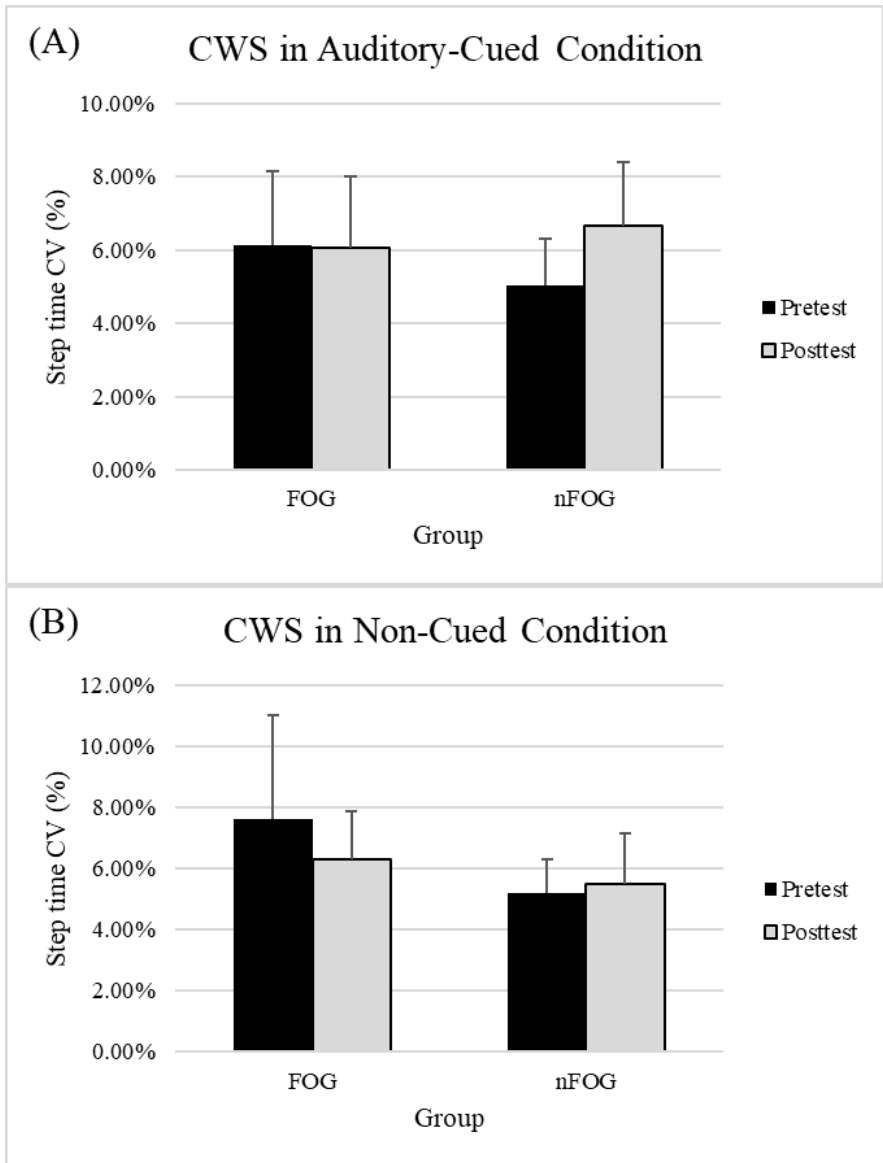 (A)
CWS in Auditory-Cued Condition
10.00%
8.00%
6.00%
4.00%
2.00%
0.00%
Step time CV (%)
FOG
nFOG
Group
Pretest
Posttest
(B)
CWS in Non-Cued Condition
12.00%
10.00%
8.00%
6.00%
4.00%
2.00%
0.00%
Step time CV (%)
FOG
nFOG
Group
Pretest
Posttest